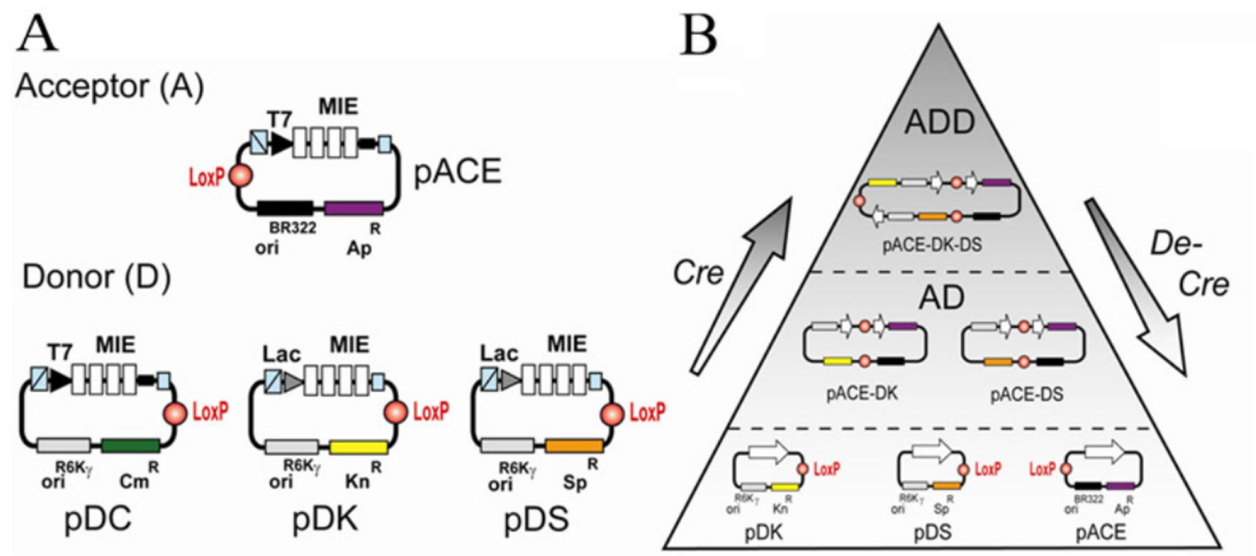 A
Acceptor (A)
T7 MIE
LoxP
pACE
BR322 R
ori Ap
Donor (D)
T7 MIE
LoxP
R6Kγ R
ori Cm
pDC
Lac MIE
LoxP
R6Kγ R
ori Kn
pDK
Lac MIE
LoxP
R6Kγ R
ori Sp
pDS
B
ADD
pACE-DK-DS
Cre
De-
Cre
AD
pACE-DK
pACE-DS
LoxP
R6Kγ R
ori Kn
pDK
LoxP
R6Kγ R
ori Sp
pDS
LoxP
BR322 R
ori Ap
pACE